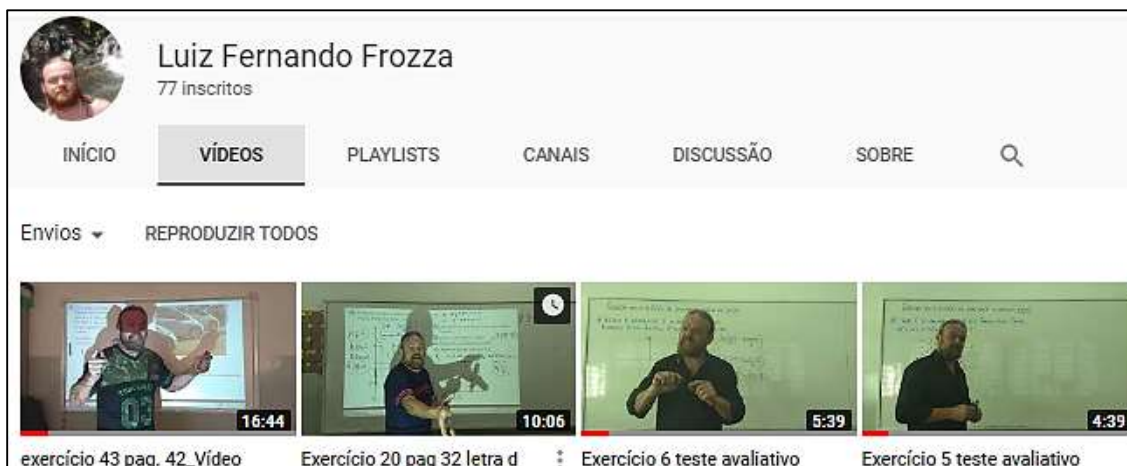 Luiz Fernando Frozza
77 inscritos
INÍCIO VÍDEOS PLAYLISTS CANAIS DISCUSSÃO SOBRE
Envios REPRODUZIR TODOS
16:44 10:06 5:39 4:39
exercício 43 pag. 42_Vídeo Exercício 20 pag 32 letra d Exercício 6 teste avaliativo Exercício 5 teste avaliativo